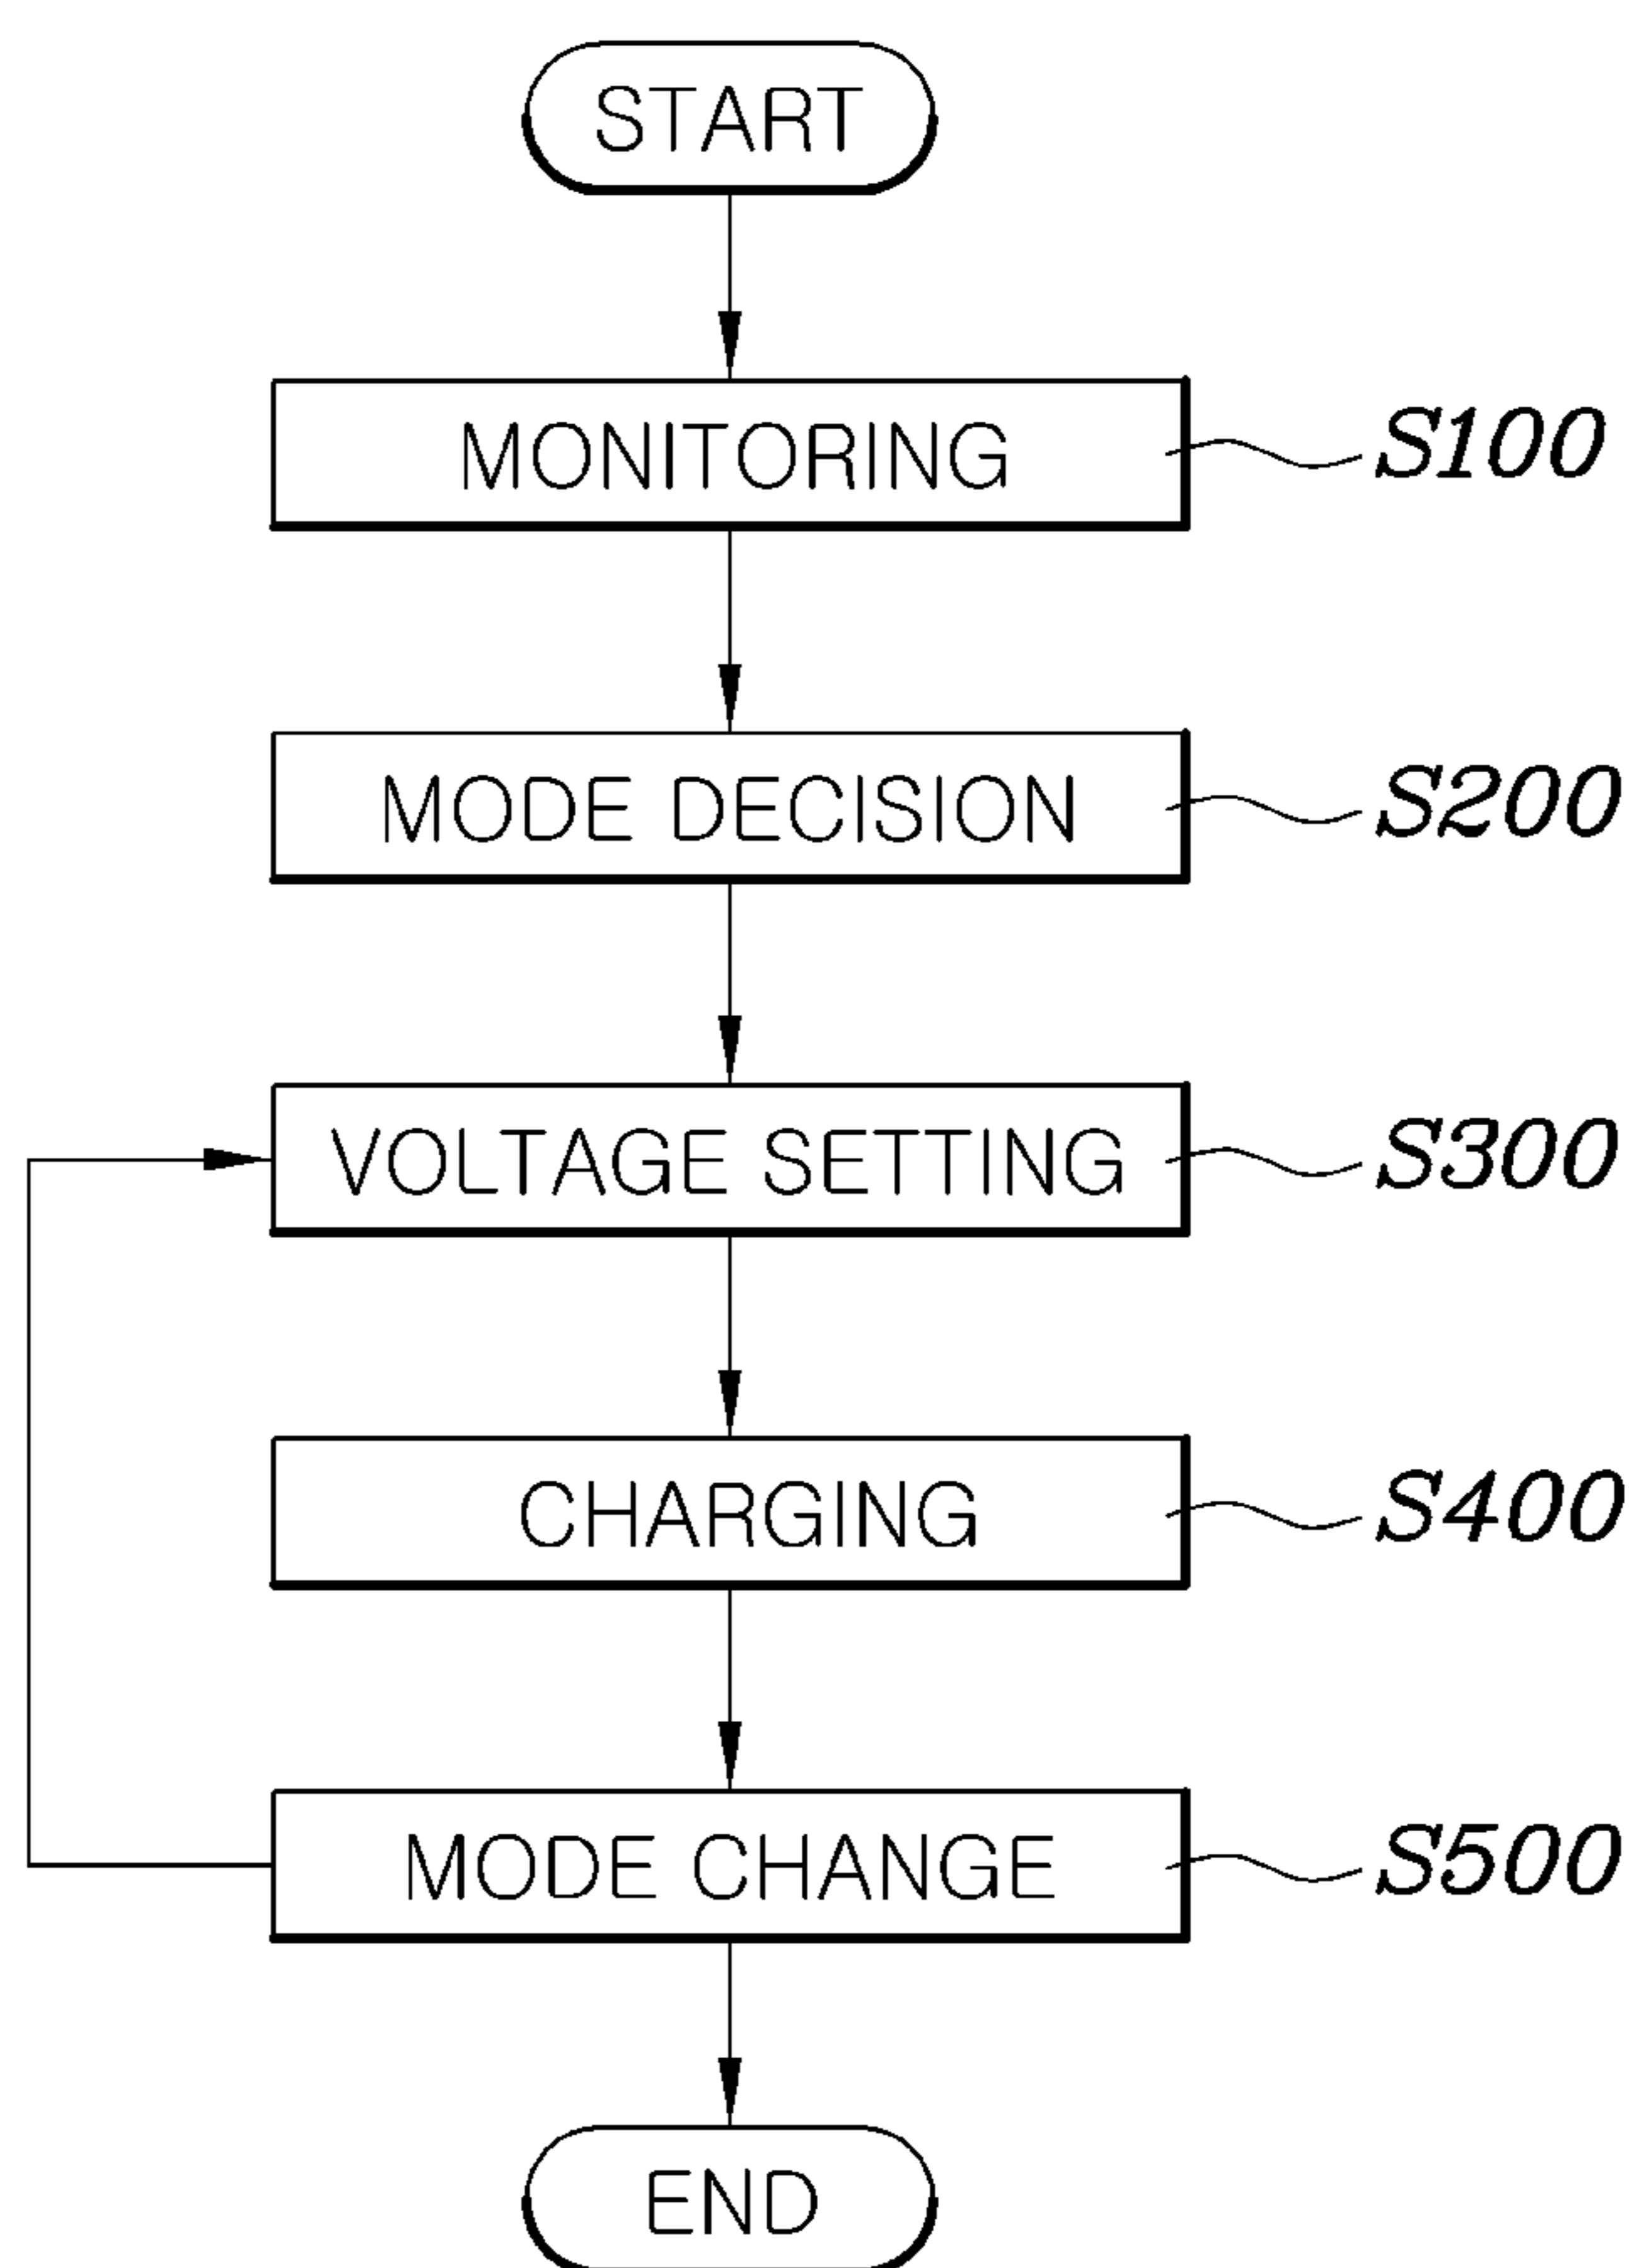 START
MONITORING S100
MODE DECISION S200
VOLTAGE SETTING S300
CHARGING S400
MODE CHANGE S500
END